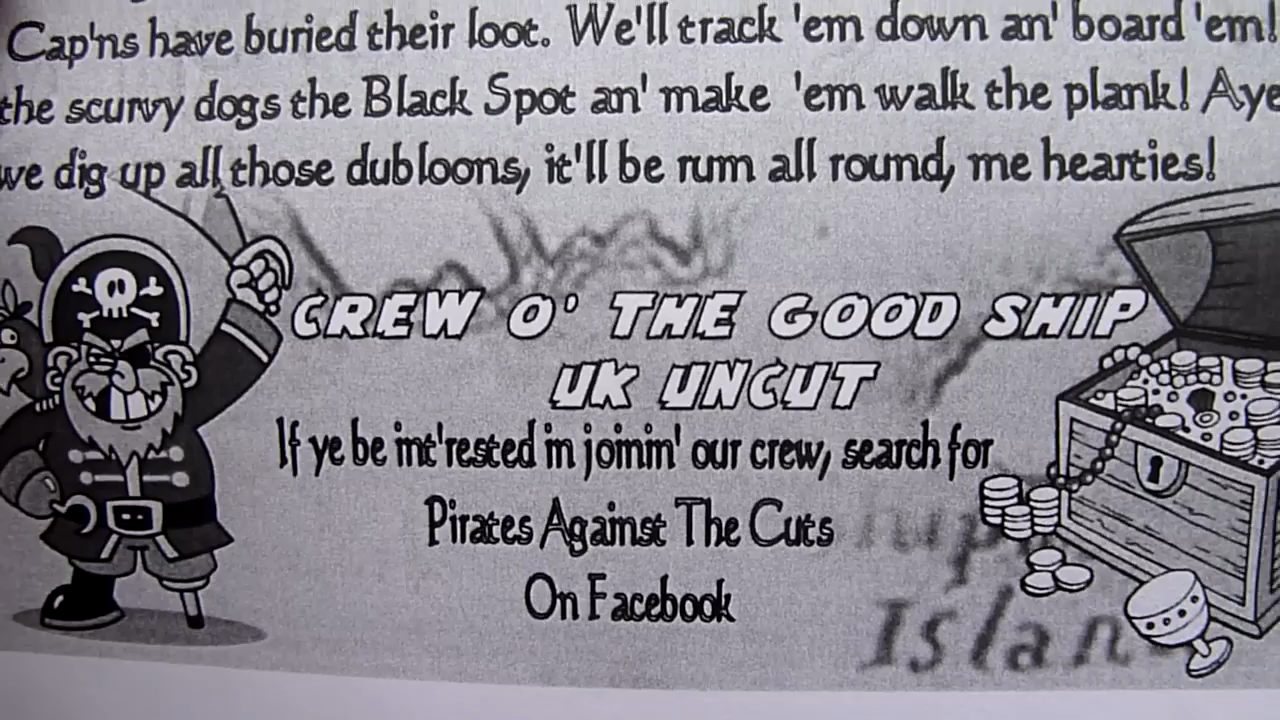 Cap'ns have buried their loot. We'll track 'em down an' board 'em!
the scurvy dogs the Black Spot an' make 'em walk the plank! Aye
we dig up all those dubloons, it'll be rum all round, me hearties!
CREW O' THE GOOD SHIP
UK UNCUT
If ye be int'rested in joinin' our crew, search for
Pirates Against The Cuts
On Facebook